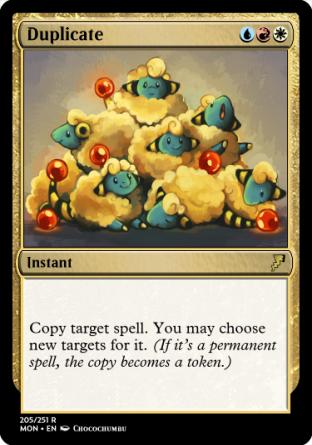 Duplicate
Instant
Copy target spell. You may choose
new targets for it. (If it's a permanent
spell, the copy becomes a token.)
205/251 R
MON • EN Chocochumbu